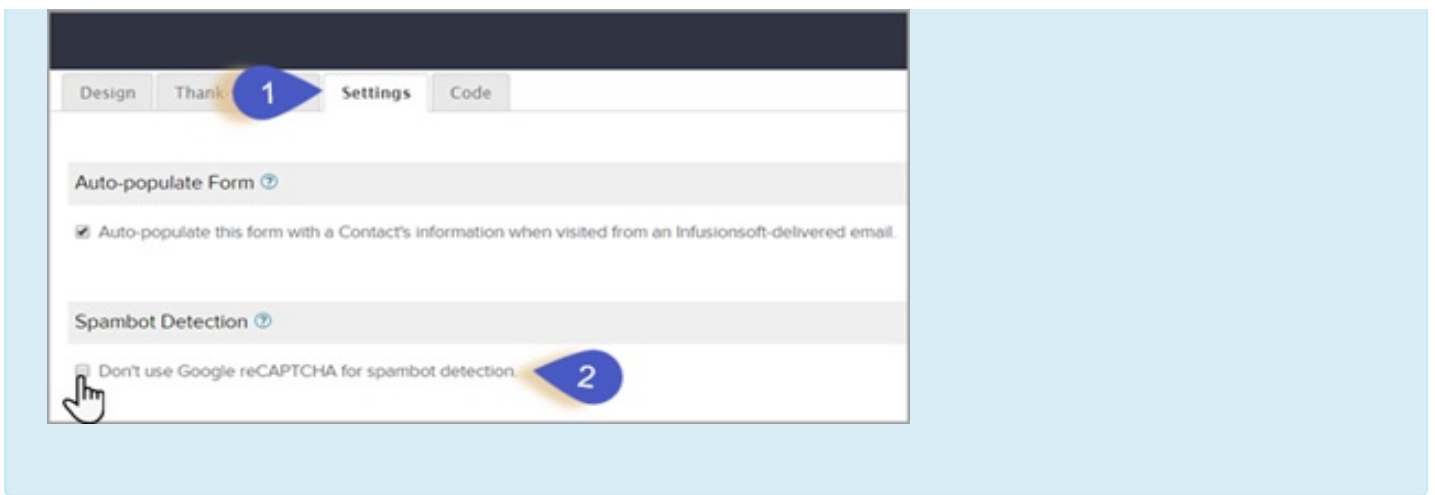 Design Thank 1 Settings Code
Auto-populate Form ?
Auto-populate this form with a Contact's information when visited from an Infusionsoft-delivered email.
Spambot Detection ?
Don't use Google reCAPTCHA for spambot detection. 2